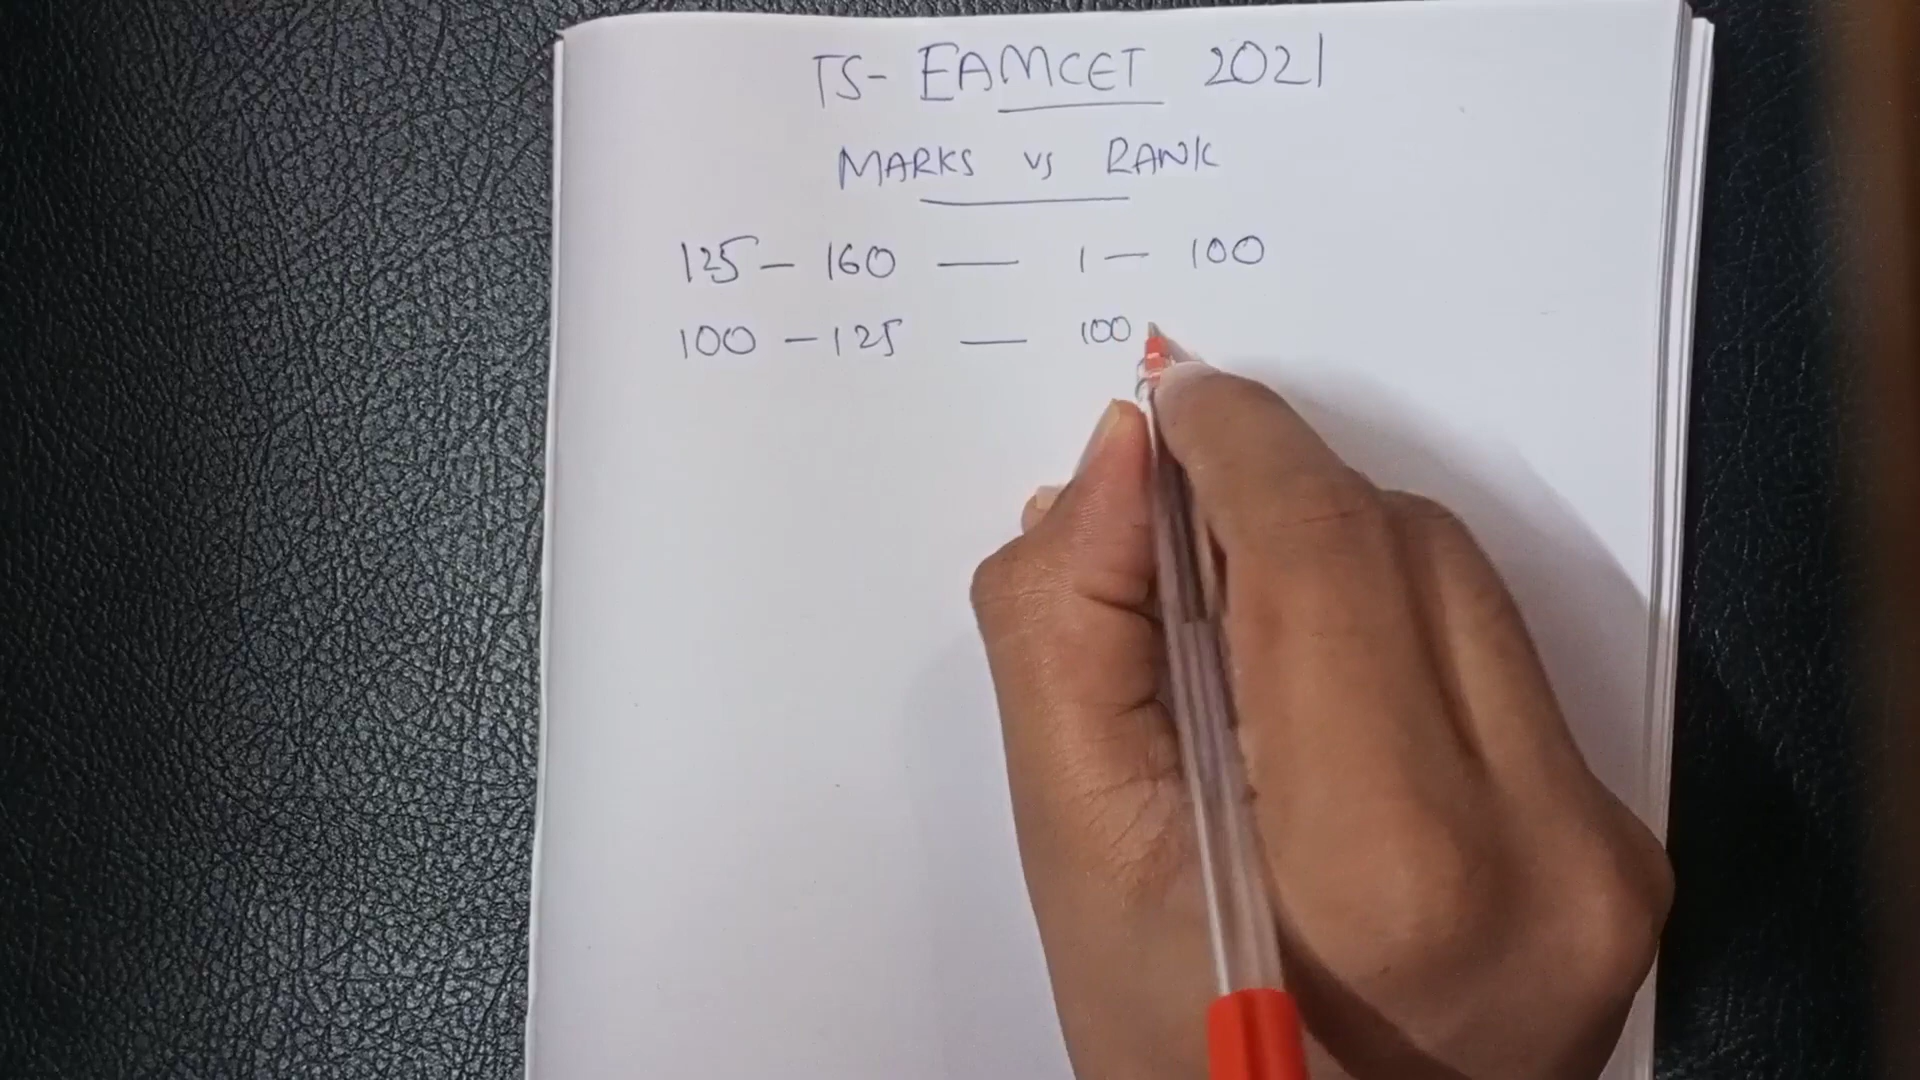 TS- EAMCET 2021
MARKS vs RANK
125 - 160 — 1 - 100
100 - 125 — 100